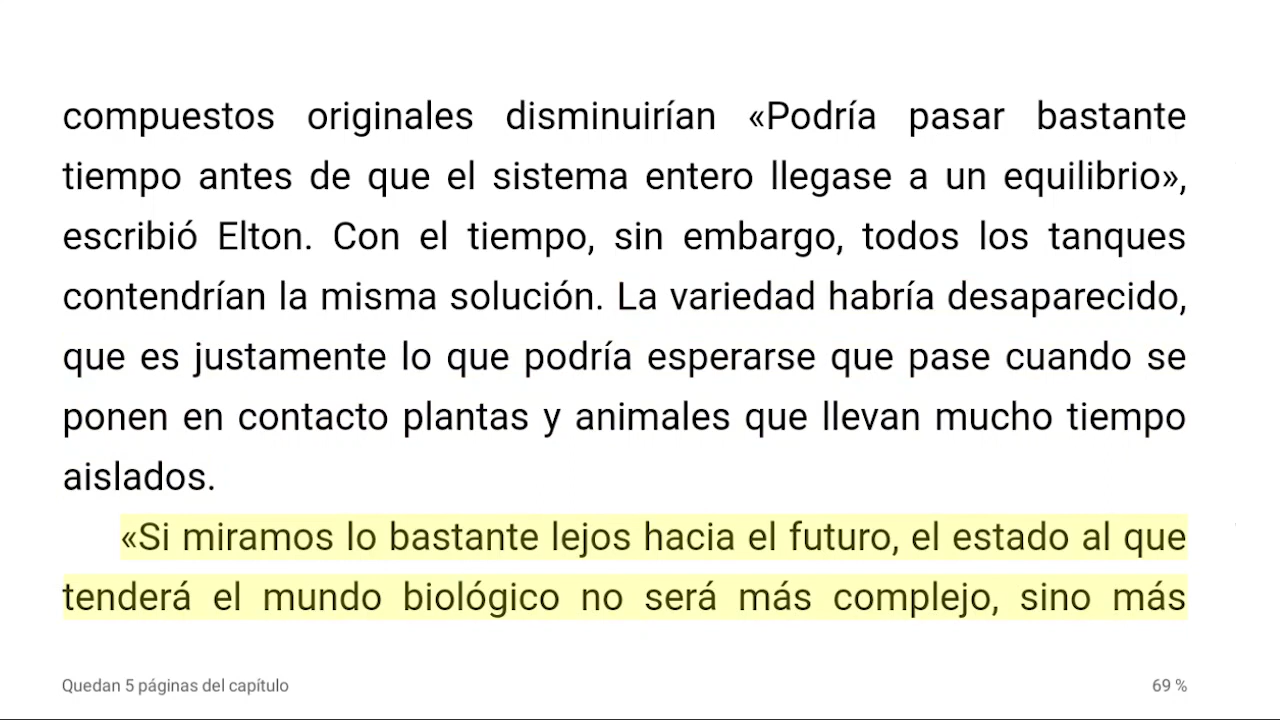 compuestos originales disminuirían «Podría pasar bastante
tiempo antes de que el sistema entero llegase a un equilibrio»,
escribió Elton. Con el tiempo, sin embargo, todos los tanques
contendrían la misma solución. La variedad habría desaparecido,
que es justamente lo que podría esperarse que pase cuando se
ponen en contacto plantas y animales que llevan mucho tiempo
aislados.
«Si miramos lo bastante lejos hacia el futuro, el estado al que
tenderá el mundo biológico no será más complejo, sino más
Quedan 5 páginas del capítulo
69 %